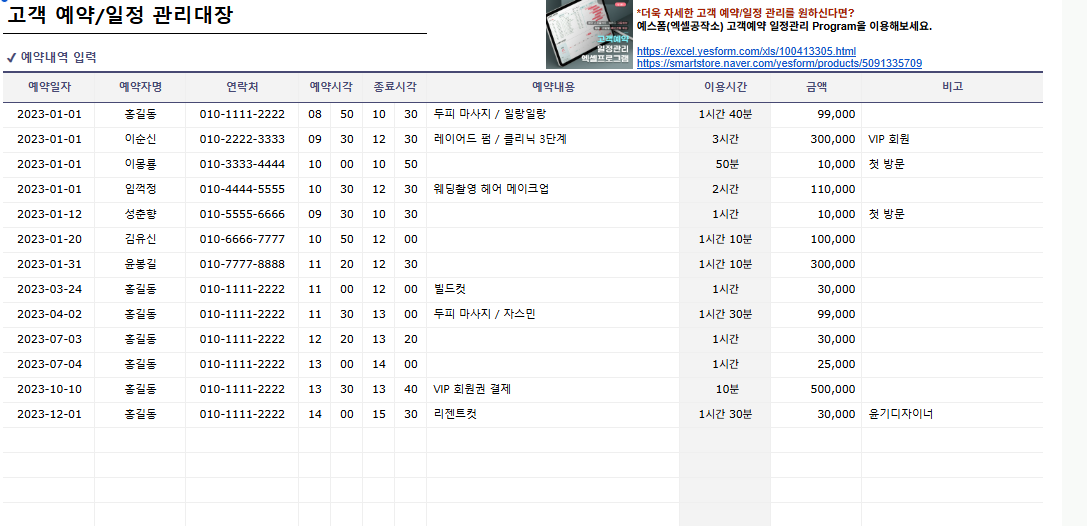 고객 예약/일정 관리대장
고객예약
일정관리
엑셀프로그램
*더욱 자세한 고객 예약/일정 관리를 원하신다면?
예스폼(엑셀공작소) 고객예약 일정관리 Program을 이용해보세요.
https://excel.yesform.com/xls/100413305.html
https://smartstore.naver.com/yesform/products/5091335709
✔ 예약내역 입력
예약일자 예약자명 연락처 예약시각 종료시각 예약내용 이용시간 금액 비고
2023-01-01 홍길동 010-1111-2222 08 50 10 30 두피 마사지 / 일랑일랑 1시간 40분 99,000
2023-01-01 이순신 010-2222-3333 09 30 12 30 레이어드 펌 / 클리닉 3단계 3시간 300,000 VIP 회원
2023-01-01 이몽룡 010-3333-4444 10 00 10 50 50분 10,000 첫 방문
2023-01-01 임꺽정 010-4444-5555 10 30 12 30 웨딩촬영 헤어 메이크업 2시간 110,000
2023-01-12 성춘향 010-5555-6666 09 30 10 30 1시간 10,000 첫 방문
2023-01-20 김유신 010-6666-7777 10 50 12 00 1시간 10분 100,000
2023-01-31 윤봉길 010-7777-8888 11 20 12 30 1시간 10분 300,000
2023-03-24 홍길동 010-1111-2222 11 00 12 00 빌드컷 1시간 30,000
2023-04-02 홍길동 010-1111-2222 11 30 13 00 두피 마사지 / 자스민 1시간 30분 99,000
2023-07-03 홍길동 010-1111-2222 12 20 13 20 1시간 30,000
2023-07-04 홍길동 010-1111-2222 13 00 14 00 1시간 25,000
2023-10-10 홍길동 010-1111-2222 13 30 13 40 VIP 회원권 결제 10분 500,000
2023-12-01 홍길동 010-1111-2222 14 00 15 30 리젠트컷 1시간 30분 30,000 윤기디자이너